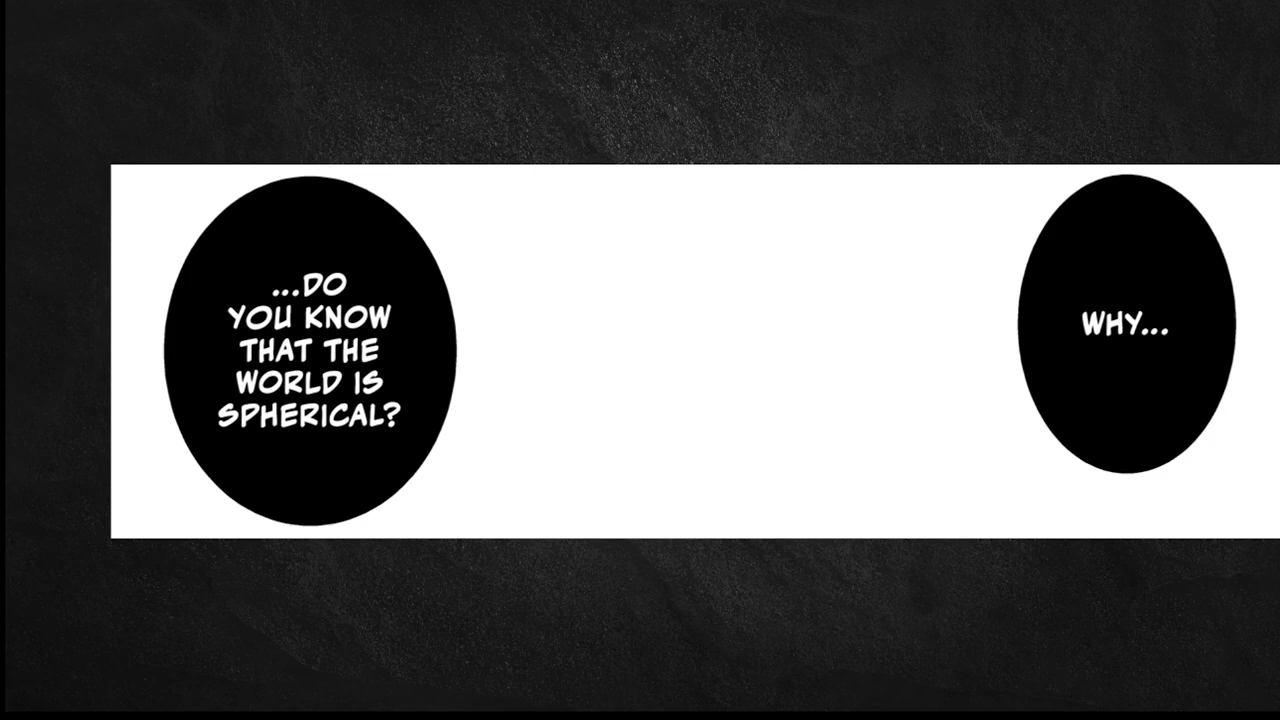 WHY...
...DO
YOU KNOW
THAT THE
WORLD IS
SPHERICAL?